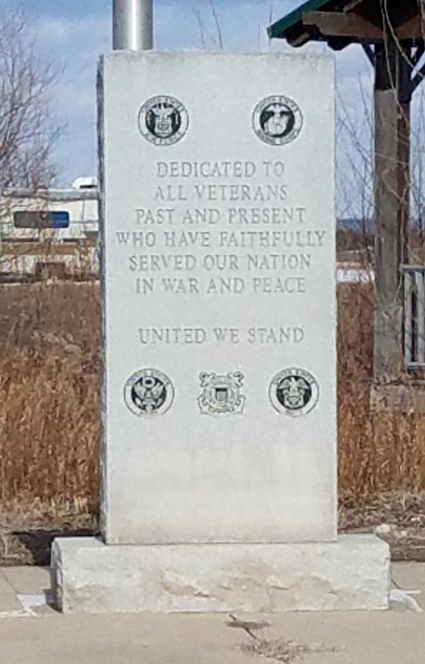 DEDICATED TO
ALL VETERANS
PAST AND PRESENT
WHO HAVE FAITHFULLY
SERVED OUR NATION
IN WAR AND PEACE
UNITED WE STAND